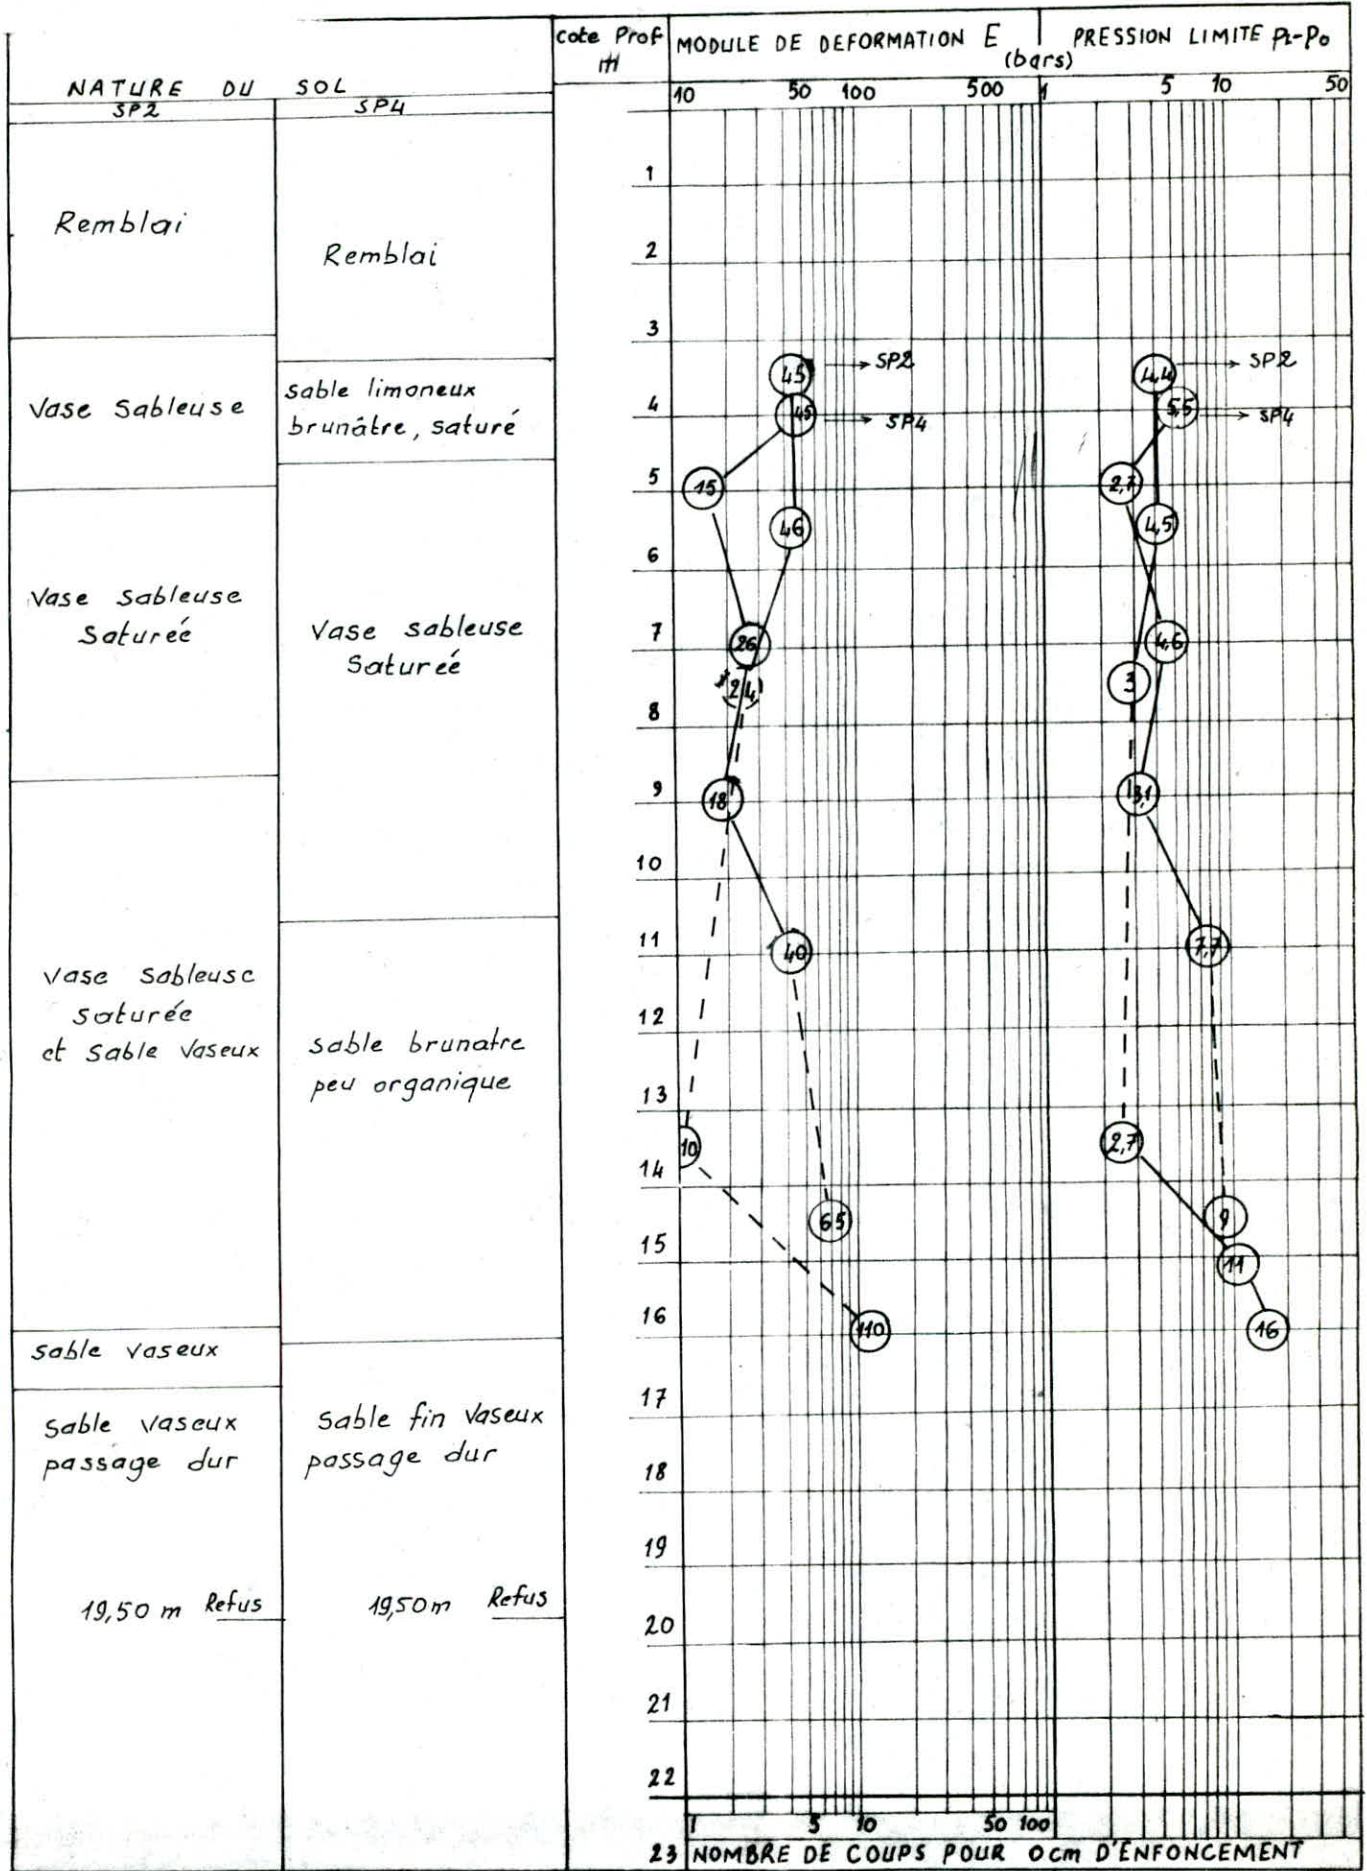 cote Prof
m
MODULE DE DEFORMATION E
PRESSION LIMITE Pl-Po
(bars)
NATURE DU SOL
SP2
SP4
10 50 100 500 1 5 10 50
Remblai
Remblai
Vase Sableuse
Sable limoneux
brunâtre, saturé
Vase Sableuse
Saturéé
Vase sableuse
Saturéé
Vase Sableuse
Saturée
et Sable Vaseux
Sable brunatre
peu organique
Sable vaseux
Sable vaseux
passage dur
Sable fin Vaseux
passage dur
19,50 m Refus
19,50 m Refus
1
2
3
4
5
6
7
8
9
10
11
12
13
14
15
16
17
18
19
20
21
22
45 → SP2
45 → SP4
15
46
26
24
18
40
10
65
110
4,4 → SP2
5,5 → SP4
2,7
4,5
4,6
3
3,1
7,7
2,7
9
11
16
1 5 10 50 100
23 NOMBRE DE COUPS POUR 0cm D'ENFONCEMENT